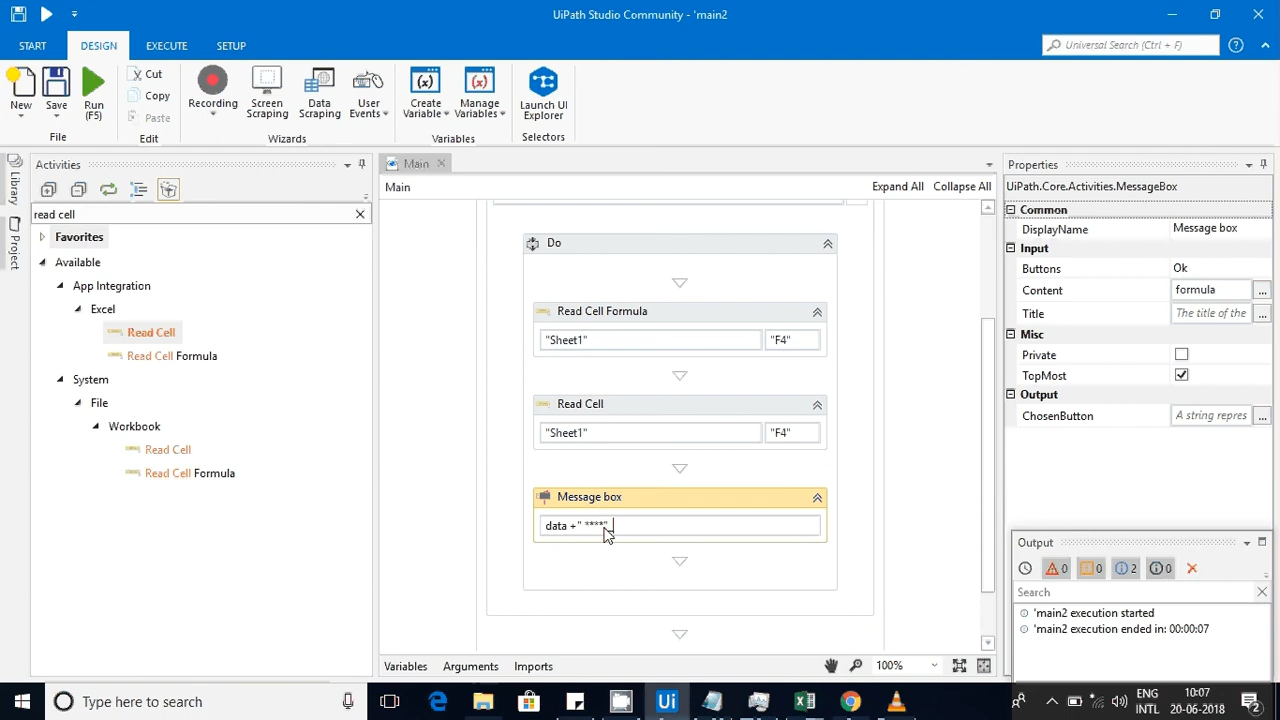 UiPath Studio Community - 'main2
START
DESIGN
EXECUTE
SETUP
Universal Search (Ctrl + F)
New
Save
Run
(F5)
Cut
Copy
Paste
Recording
Screen
Scraping
Data
Scraping
User
Events
Create
Variable
Manage
Variables
Launch UI
Explorer
File
Edit
Wizards
Variables
Selectors
Library
Project
Activities
read cell
Favorites
Available
App Integration
Excel
Read Cell
Read Cell Formula
System
File
Workbook
Read Cell
Read Cell Formula
Main
Main
Expand All
Collapse All
Do
Read Cell Formula
"Sheet1"
"F4"
Read Cell
"Sheet1"
"F4"
Message box
data +" ****"
Variables
Arguments
Imports
100%
Properties
UiPath.Core.Activities.MessageBox
Common
DisplayName
Message box
Input
Buttons
Ok
Content
formula
...
Title
The title of the
...
Misc
Private
TopMost
Output
ChosenButton
A string repres
...
Output
0
0
2
0
Search
'main2 execution started
'main2 execution ended in: 00:00:07
Type here to search
Ui
ENG
INTL
10:07
20-06-2018
2